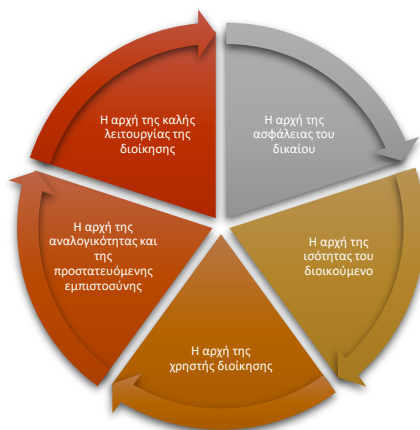 Η αρχή της
ασφάλειας του
δικαίου
Η αρχή της
ισότητας του
διοικούμενο
Η αρχή της
χρηστής διοίκησης
Η αρχή της
αναλογικότητας και
της
προστατευόμενης
εμπιστοσύνης
Η αρχή της καλής
λειτουργίας της
διοίκησης